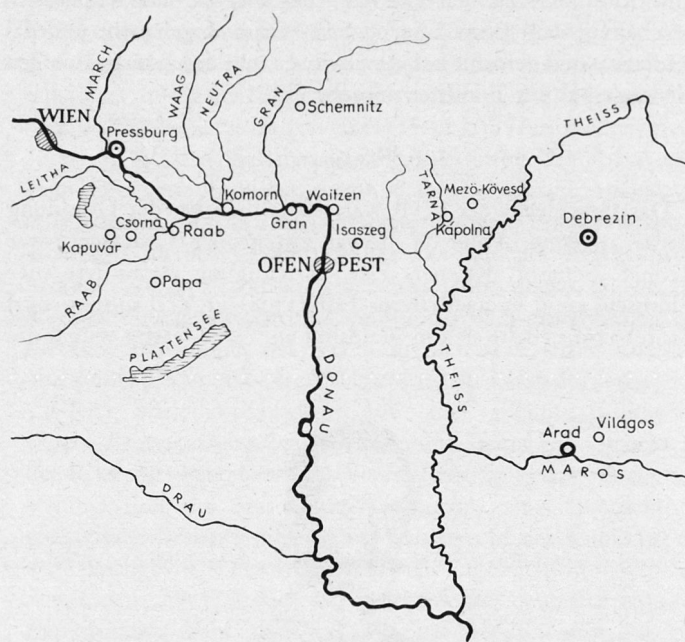 MARCH
WAAG
NEUTRA
GRAN
Schemnitz
THEISS
WIEN
Pressburg
LEITHA
TARNA
Mezö-Kövesd
Komorn
Waitzen
Gran
Kápolna
Debrezin
Csorna
Raab
Isaszeg
Kapuvár
OFEN PEST
Papa
RAAB
PLATTENSEE
DONAU
THEISS
Arad
Világos
MAROS
DRAU